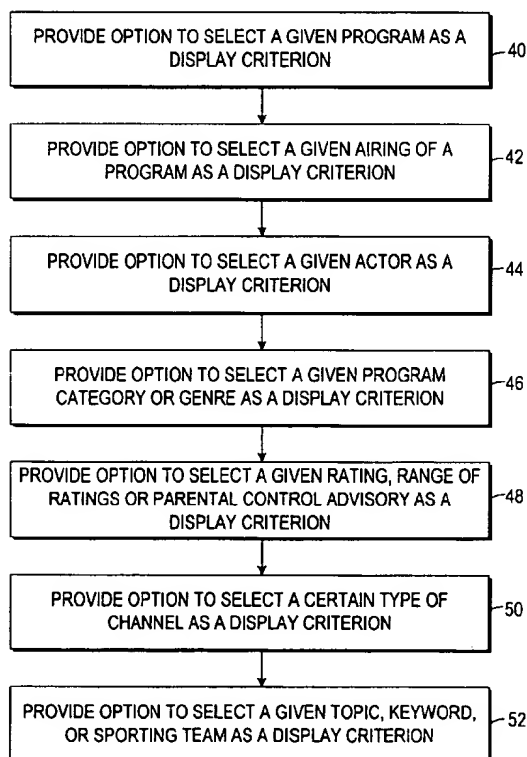 PROVIDE OPTION TO SELECT A GIVEN PROGRAM AS A
DISPLAY CRITERION
40
PROVIDE OPTION TO SELECT A GIVEN AIRING OF A
PROGRAM AS A DISPLAY CRITERION
42
PROVIDE OPTION TO SELECT A GIVEN ACTOR AS A
DISPLAY CRITERION
44
PROVIDE OPTION TO SELECT A GIVEN PROGRAM
CATEGORY OR GENRE AS A DISPLAY CRITERION
46
PROVIDE OPTION TO SELECT A GIVEN RATING, RANGE OF
RATINGS OR PARENTAL CONTROL ADVISORY AS A
DISPLAY CRITERION
48
PROVIDE OPTION TO SELECT A CERTAIN TYPE OF
CHANNEL AS A DISPLAY CRITERION
50
PROVIDE OPTION TO SELECT A GIVEN TOPIC, KEYWORD,
OR SPORTING TEAM AS A DISPLAY CRITERION
52